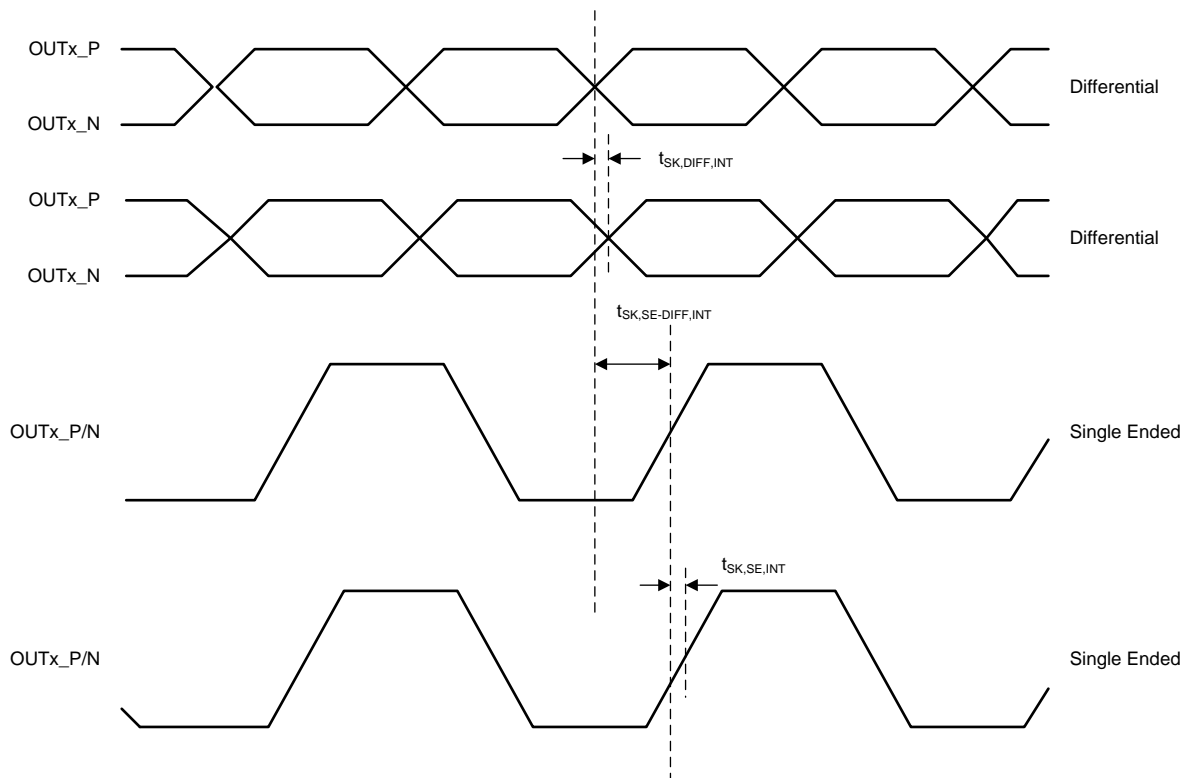 OUTx_P
Differential
OUTx_N
tSK,DIFF,INT
OUTx_P
Differential
OUTx_N
tSK,SE-DIFF,INT
OUTx_P/N
Single Ended
tSK,SE,INT
OUTx_P/N
Single Ended